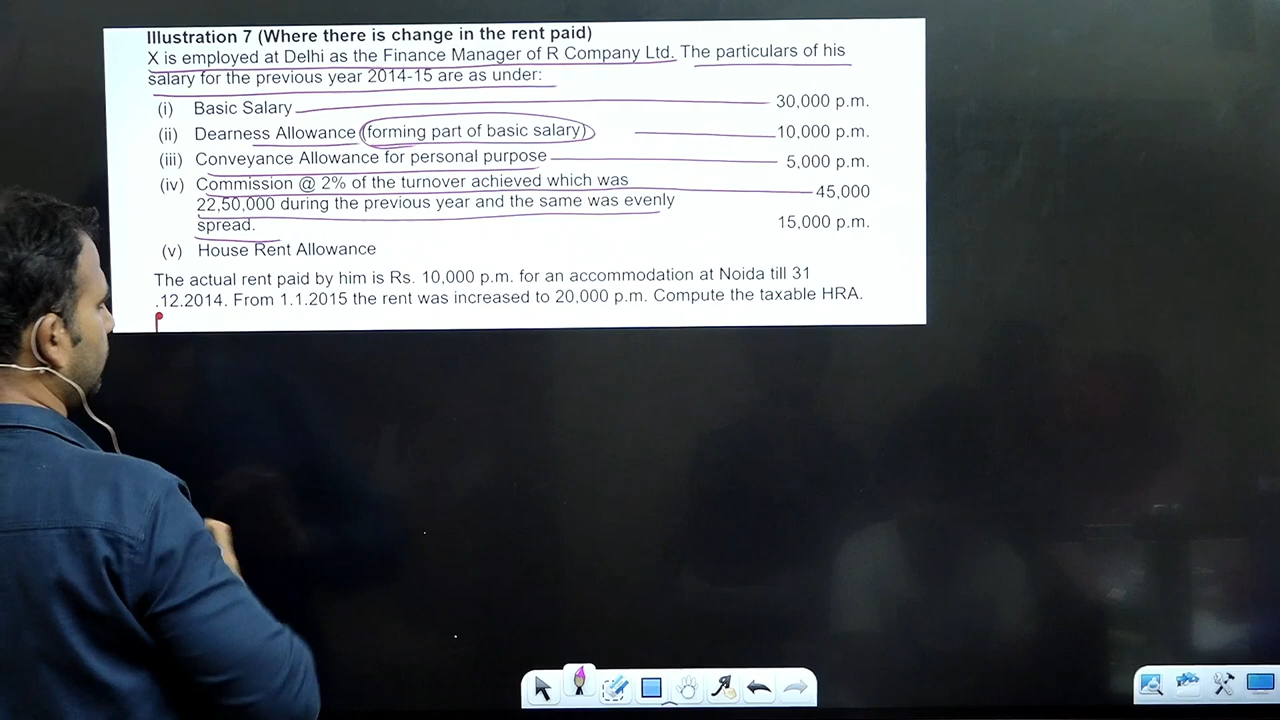 Illustration 7 (Where there is change in the rent paid)
X is employed at Delhi as the Finance Manager of R Company Ltd. The particulars of his
salary for the previous year 2014-15 are as under:
(i) Basic Salary 30,000 p.m.
(ii) Dearness Allowance (forming part of basic salary) 10,000 p.m.
(iii) Conveyance Allowance for personal purpose 5,000 p.m.
(iv) Commission @ 2% of the turnover achieved which was 45,000
22,50,000 during the previous year and the same was evenly
spread. 15,000 p.m.
(v) House Rent Allowance
The actual rent paid by him is Rs. 10,000 p.m. for an accommodation at Noida till 31
.12.2014. From 1.1.2015 the rent was increased to 20,000 p.m. Compute the taxable HRA.